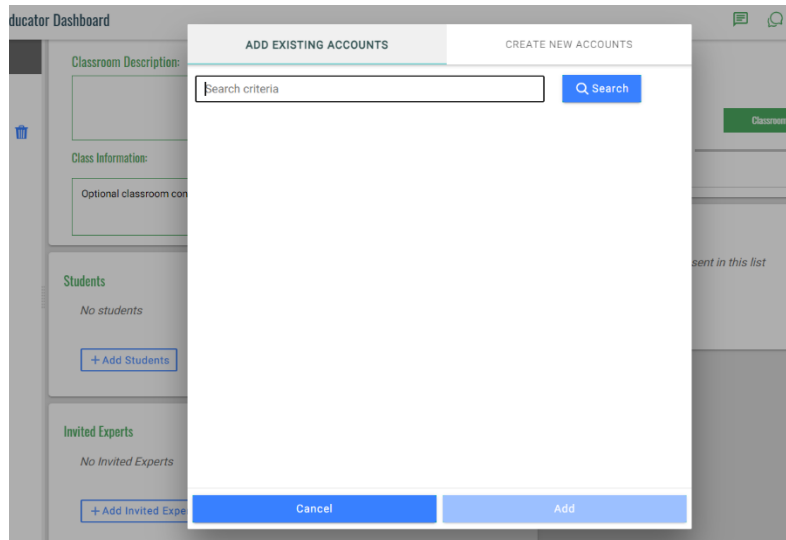 ducator Dashboard
ADD EXISTING ACCOUNTS
CREATE NEW ACCOUNTS
Classroom Description:
Search criteria
Search
Classroom
Class Information:
Optional classroom con
sent in this list
Students
No students
+ Add Students
Invited Experts
No Invited Experts
+ Add Invited Expe
Cancel
Add